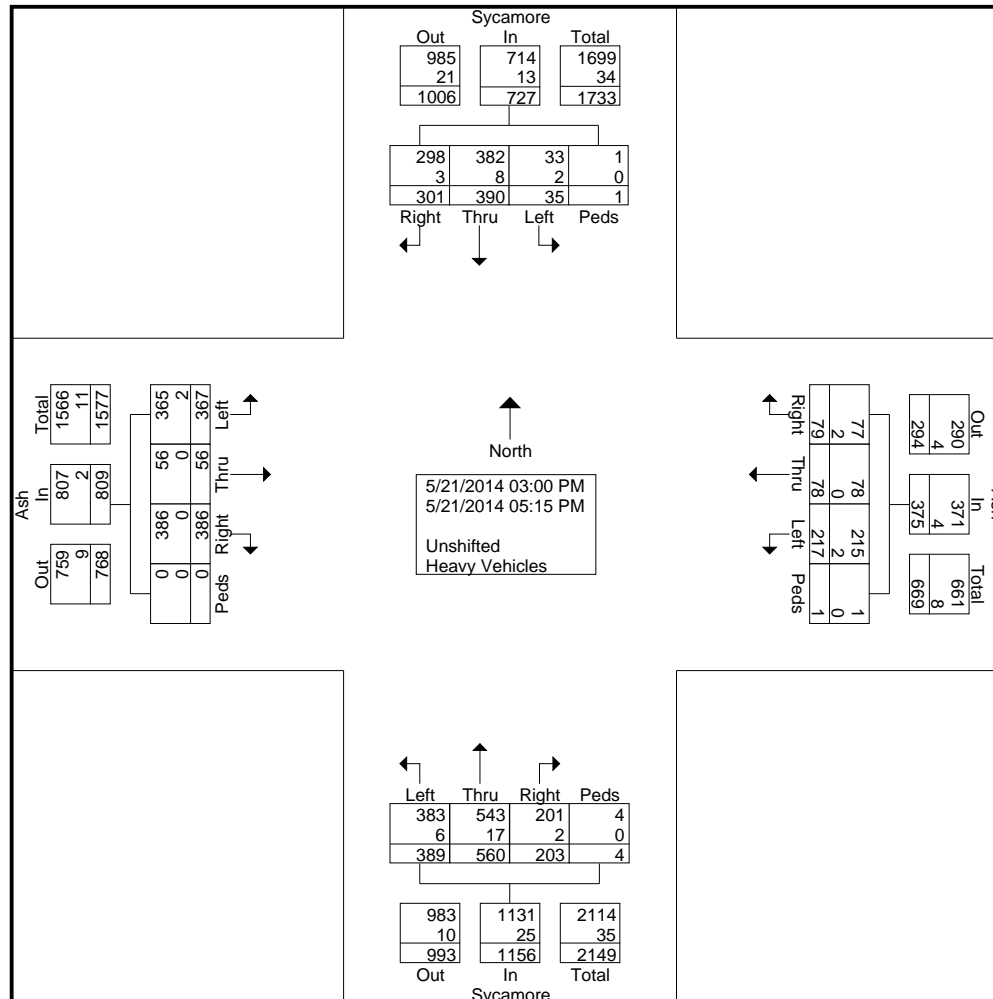 Sycamore
Out In Total
985 714 1699
21 13 34
1006 727 1733
298 382 33 1
3 8 2 0
301 390 35 1
Right Thru Left Peds
Ash
Total In Out
1566 807 759
11 2 9
1577 809 768
365 56 386 0
2 0 0 0
367 56 386 0
Left Thru Right Peds
North
5/21/2014 03:00 PM
5/21/2014 05:15 PM
Unshifted
Heavy Vehicles
Right Thru Left Peds
77 78 215 1
2 0 2 0
79 78 217 1
Out In Total
290 371 661
4 4 8
294 375 669
Left Thru Right Peds
383 543 201 4
6 17 2 0
389 560 203 4
983 1131 2114
10 25 35
993 1156 2149
Out In Total
Sycamore